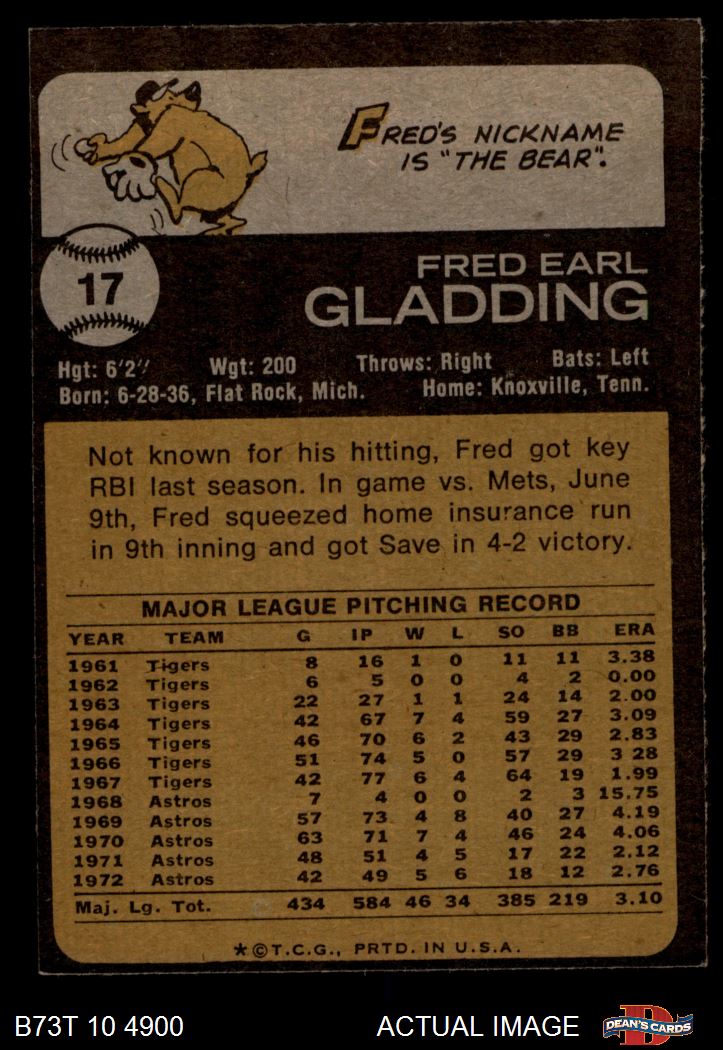 FRED'S NICKNAME
IS "THE BEAR".
17
FRED EARL
GLADDING
Hgt: 6'2" Wgt: 200 Throws: Right Bats: Left
Born: 6-28-36, Flat Rock, Mich. Home: Knoxville, Tenn.
Not known for his hitting, Fred got key
RBI last season. In game vs. Mets, June
9th, Fred squeezed home insurance run
in 9th inning and got Save in 4-2 victory.
MAJOR LEAGUE PITCHING RECORD
YEAR TEAM G IP W L SO BB ERA
1961 Tigers 8 16 1 0 11 11 3.38
1962 Tigers 6 5 0 0 4 2 0.00
1963 Tigers 22 27 1 1 24 14 2.00
1964 Tigers 42 67 7 4 59 27 3.09
1965 Tigers 46 70 6 2 43 29 2.83
1966 Tigers 51 74 5 0 57 29 3 28
1967 Tigers 42 77 6 4 64 19 1.99
1968 Astros 7 4 0 0 2 3 15.75
1969 Astros 57 73 4 8 40 27 4.19
1970 Astros 63 71 7 4 46 24 4.06
1971 Astros 48 51 4 5 17 22 2.12
1972 Astros 42 49 5 6 18 12 2.76
Maj. Lg. Tot. 434 584 46 34 385 219 3.10
*©T.C.G., PRTD. IN U.S.A.
B73T 10 4900 ACTUAL IMAGE DEAN'S CARDS